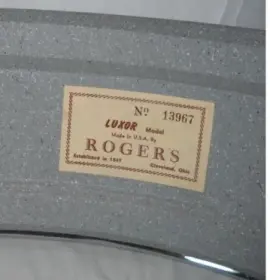 Nº 13967
LUXOR Model
Made in U.S.A. By
ROGERS
Established in 1849
Cleveland, Ohio